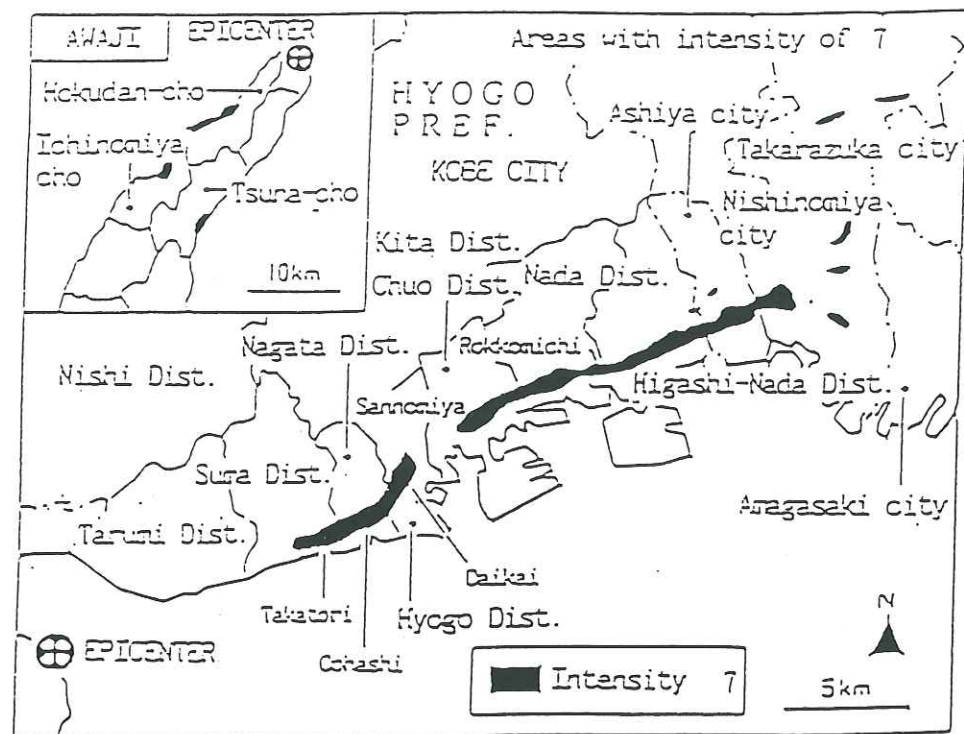 AWAJI
EPICENTER
Hokudan-cho
Ichinomiya
cho
Tsuna-cho
10km
Areas with intensity of 7
HYOGO
PREF.
KOBE CITY
Ashiya city
Takarazuka city
Nishinomiya
city
Kita Dist.
Chuo Dist.
Nada Dist.
Nagata Dist.
Rokkomichi
Nishi Dist.
Sannomiya
Higashi-Nada Dist.
Suma Dist.
Amagasaki city
Tarumi Dist.
Daikai
Takatori
Hyogo Dist.
Oohashi
N
EPICENTER
Intensity 7
5km